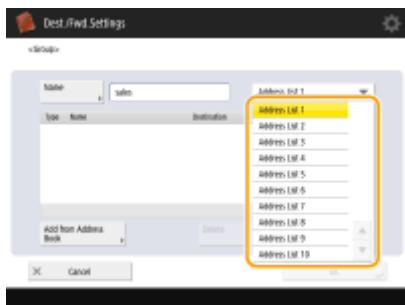 Dest./Fwd.Settings
<Group>
Name
sales
Address List 1
Type Name Destination
Address List 1
Address List 2
Address List 3
Address List 4
Address List 5
Address List 6
Address List 7
Address List 8
Address List 9
Address List 10
Add from Address
Book
Delete
Cancel
OK